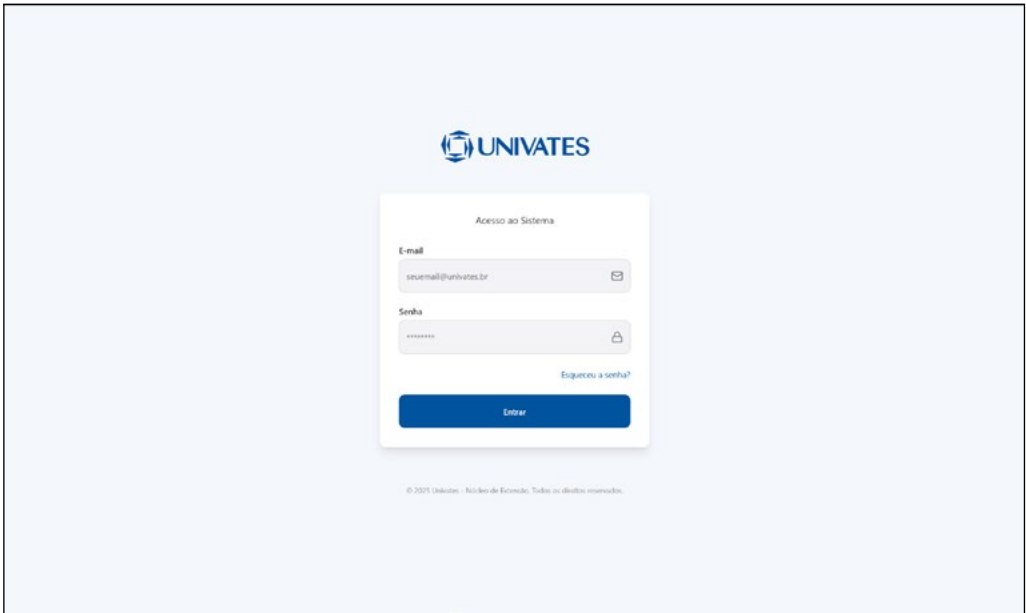 UNIVATES
Acesso ao Sistema
E-mail
seuemail@univates.br
Senha
••••••••
Esqueceu a senha?
Entrar
© 2025 Univates - Núcleo de Extensão. Todos os direitos reservados.